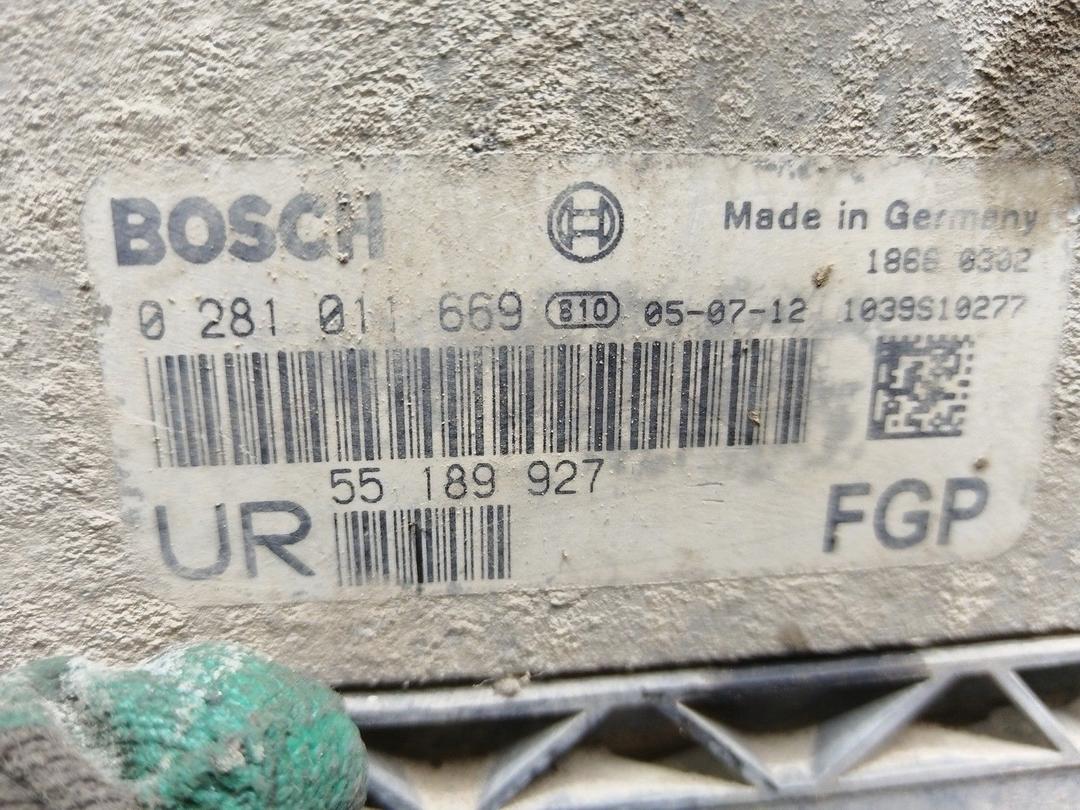 BOSCH
Made in Germany
1866 0302
0 281 011 669 810 05-07-12 1039S10277
55 189 927
UR
FGP